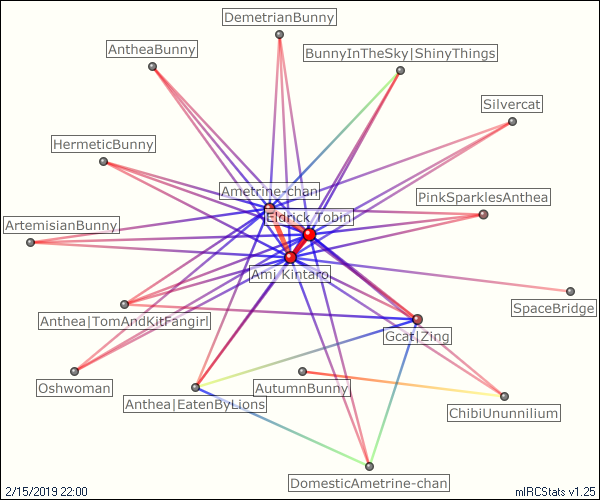 DemetrianBunny
AntheaBunny
BunnyInTheSky|ShinyThings
Silvercat
HermeticBunny
Ametrine-chan
PinkSparklesAnthea
Eldrick Tobin
ArtemisianBunny
Ami Kintaro
SpaceBridge
Anthea|TomAndKitFangirl
Gcat|Zing
Oshwoman
AutumnBunny
Anthea|EatenByLions
ChibiUnunnilium
DomesticAmetrine-chan
2/15/2019 22:00
mIRCStats v1.25